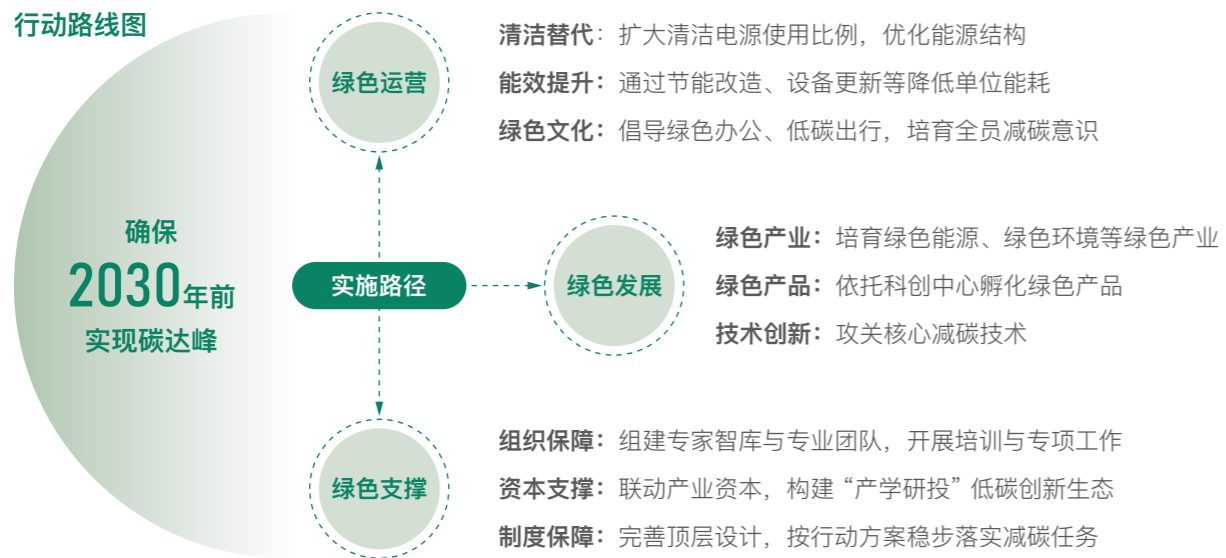 行动路线图
确保
2030年前
实现碳达峰
实施路径
绿色运营
清洁替代：扩大清洁电源使用比例，优化能源结构
能效提升：通过节能改造、设备更新等降低单位能耗
绿色文化：倡导绿色办公、低碳出行，培育全员减碳意识
绿色发展
绿色产业：培育绿色能源、绿色环境等绿色产业
绿色产品：依托科创中心孵化绿色产品
技术创新：攻关核心减碳技术
绿色支撑
组织保障：组建专家智库与专业团队，开展培训与专项工作
资本支撑：联动产业资本，构建“产学研投”低碳创新生态
制度保障：完善顶层设计，按行动方案稳步落实减碳任务